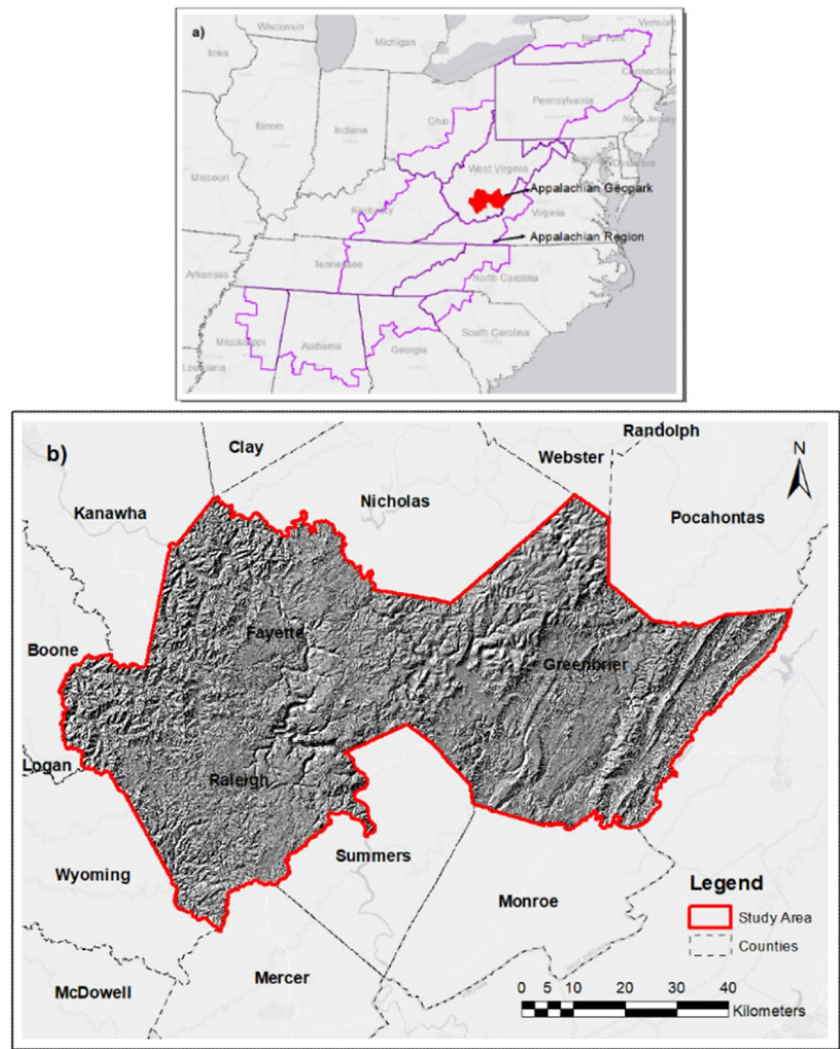 a)
Wisconsin
Michigan
Vermont
New York
Iowa
Connecticut
Pennsylvania
New Jersey
Ohio
Illinois
Indiana
West Virginia
Appalachian Geopark
Missouri
Kentucky
Virginia
Appalachian Region
Tennessee
North Carolina
Arkansas
South Carolina
Mississippi
Alabama
Georgia
Louisiana
b)
Clay
Randolph
Webster
N
Kanawha
Nicholas
Pocahontas
Boone
Fayette
Greenbrier
Logan
Raleigh
Summers
Wyoming
Monroe
Legend
Study Area
Counties
Mercer
McDowell
0 5 10 20 30 40
Kilometers